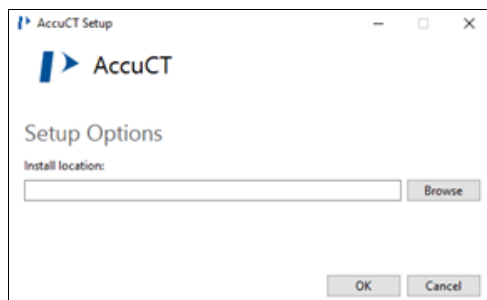 AccuCT Setup
AccuCT
Setup Options
Install location:
Browse
OK Cancel